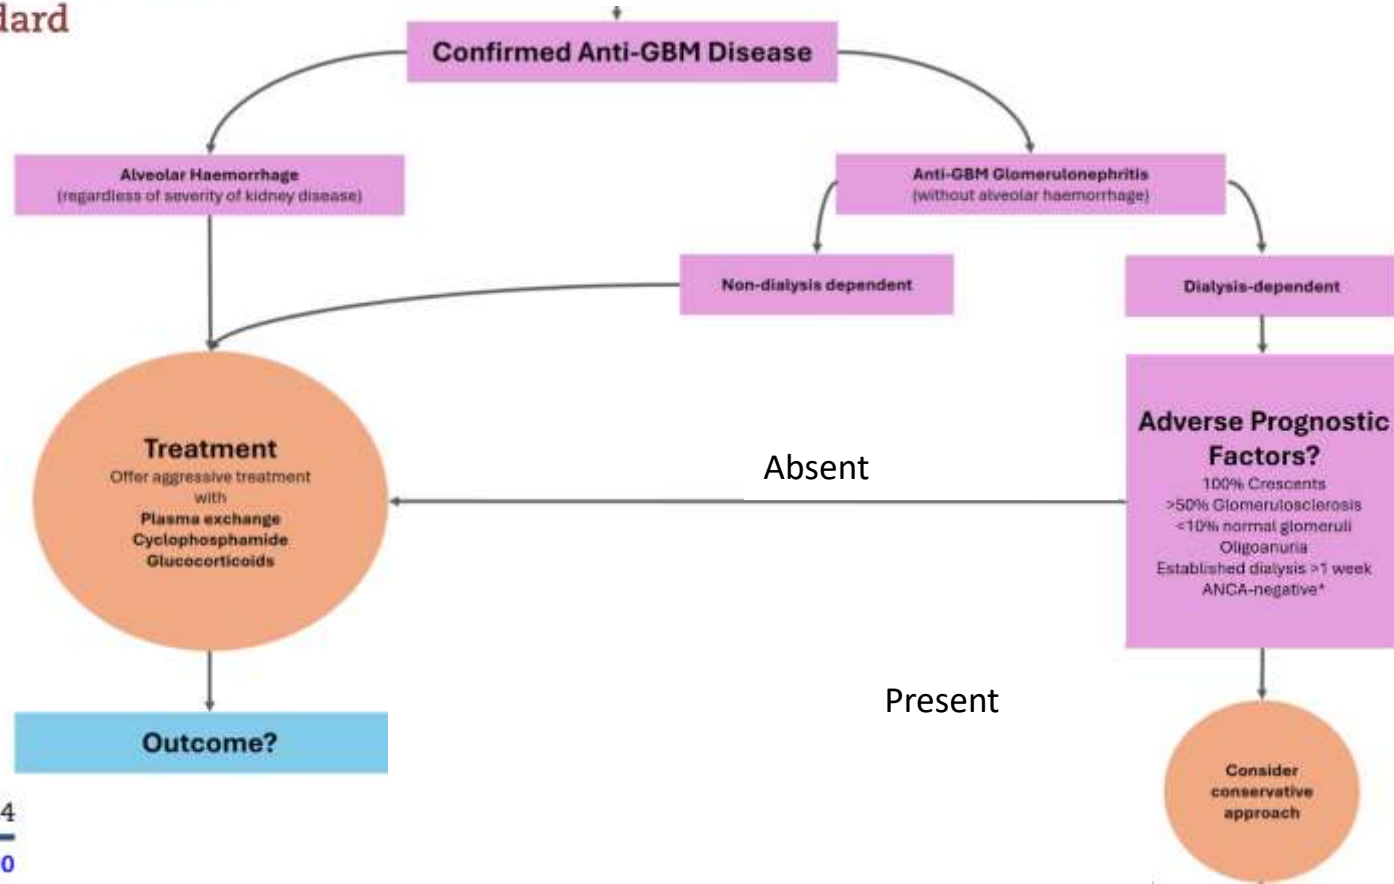 dard
Confirmed Anti-GBM Disease
Alveolar Haemorrhage
(regardless of severity of kidney disease)
Anti-GBM Glomerulonephritis
(without alveolar haemorrhage)
Non-dialysis dependent
Dialysis-dependent
Treatment
Offer aggressive treatment
with
Plasma exchange
Cyclophosphamide
Glucocorticoids
Absent
Adverse Prognostic
Factors?
100% Crescents
>50% Glomerulosclerosis
<10% normal glomeruli
Oligoanuria
Established dialysis >1 week
ANCA-negative*
Present
Outcome?
Consider
conservative
approach
4
0